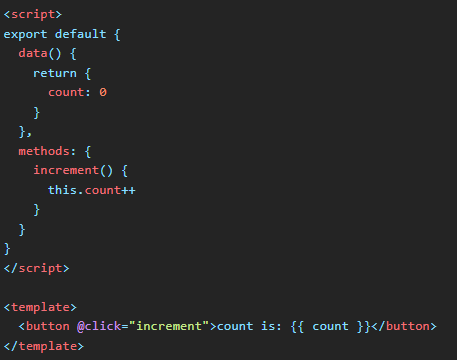 <script>
export default {
  data() {
    return {
      count: 0
    }
  },
  methods: {
    increment() {
      this.count++
    }
  }
}
</script>

<template>
  <button @click="increment">count is: {{ count }}</button>
</template>